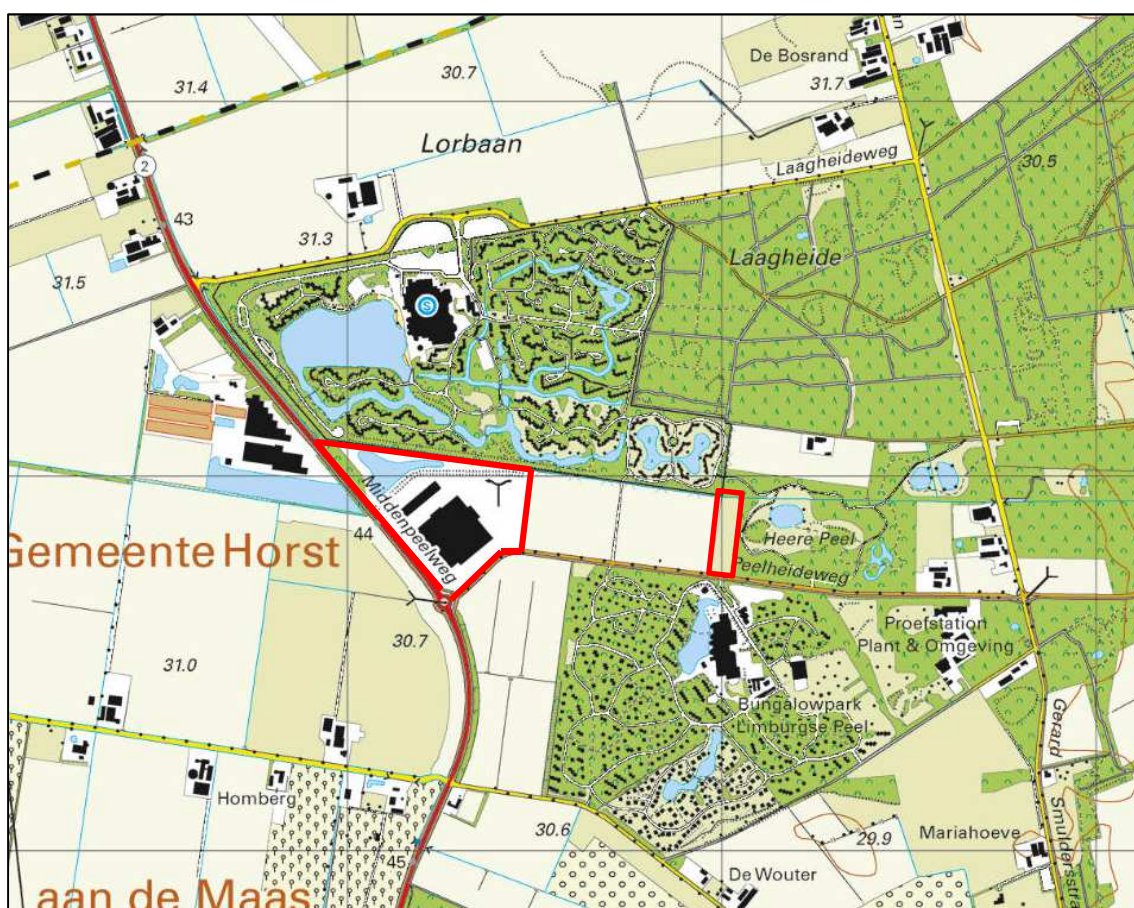 De Bosrand
31.7
30.7
31.4
Lorbaan
Laagheideweg
30.5
2
43
31.3
Laagheide
31.5
S
Middenpeelweg
44
Heere Peel
Peelheideweg
Gemeente Horst
Proefstation
Plant & Omgeving
30.7
31.0
Bungalowpark
Limburgse Peel
Gerard
Homberg
30.6
29.9
Mariahoeve
45
De Wouter
aan de Maas